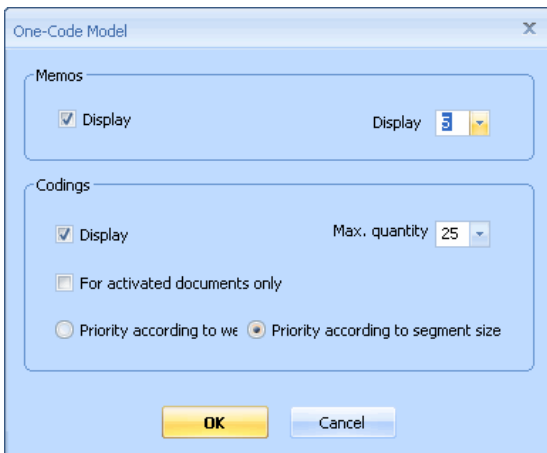 One-Code Model
Memos
Display Display 5
Codings
Display Max. quantity 25
For activated documents only
Priority according to we Priority according to segment size
OK Cancel